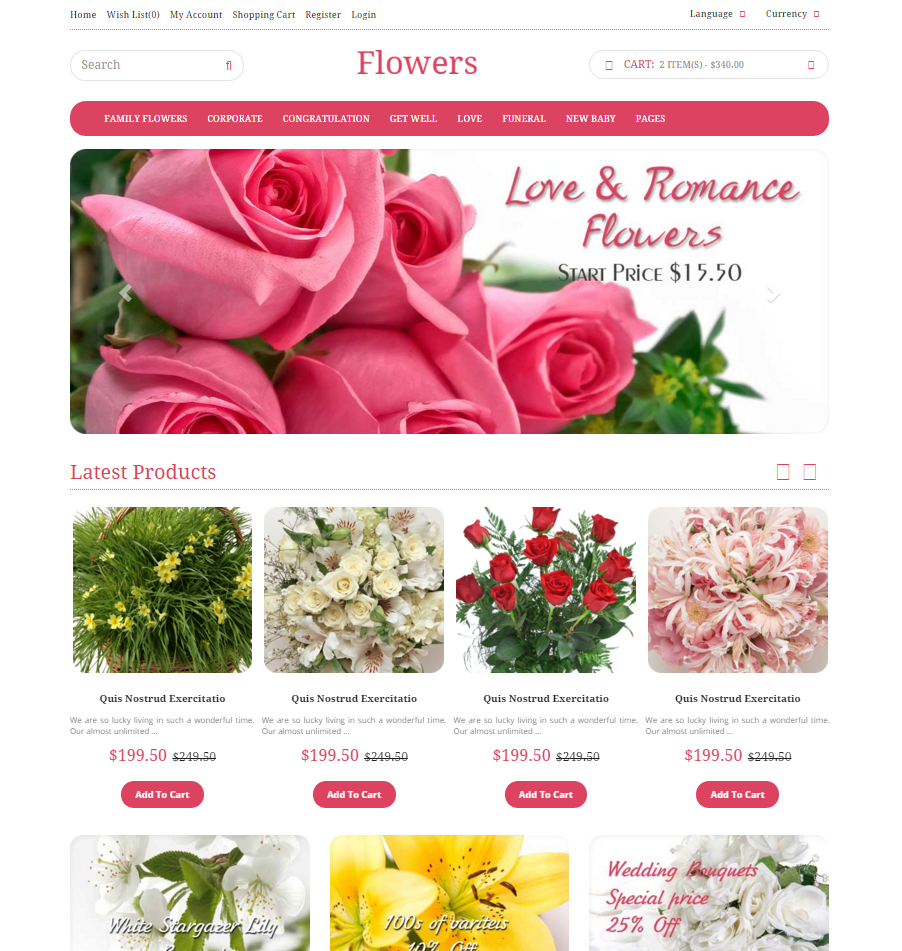 Home Wish List(0) My Account Shopping Cart Register Login Language Currency
Search
Flowers
CART: 2 ITEM(S) - $340.00
FAMILY FLOWERS CORPORATE CONGRATULATION GET WELL LOVE FUNERAL NEW BABY PAGES
Love & Romance
Flowers
Start Price $15.50
Latest Products
Quis Nostrud Exercitatio Quis Nostrud Exercitatio Quis Nostrud Exercitatio Quis Nostrud Exercitatio
We are so lucky living in such a wonderful time. We are so lucky living in such a wonderful time. We are so lucky living in such a wonderful time. We are so lucky living in such a wonderful time.
Our almost unlimited ... Our almost unlimited ... Our almost unlimited ... Our almost unlimited ...
$199.50 $249.50 $199.50 $249.50 $199.50 $249.50 $199.50 $249.50
Add To Cart Add To Cart Add To Cart Add To Cart
White Stargazer Lily
100s of variteis
10% Off
Wedding Bouquets
Special price
25% Off